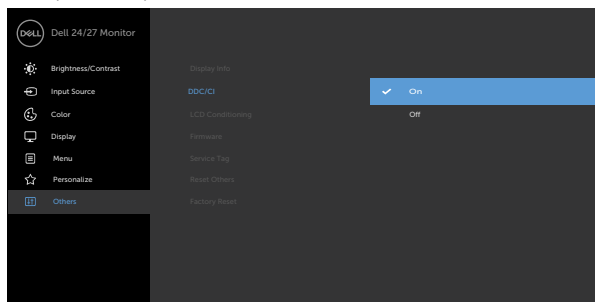 DELL
Dell 24/27 Monitor
Brightness/Contrast
Input Source
Color
Display
Menu
Personalize
Others
Display Info
DDC/CI
LCD Conditioning
Firmware
Service Tag
Reset Others
Factory Reset
On
Off